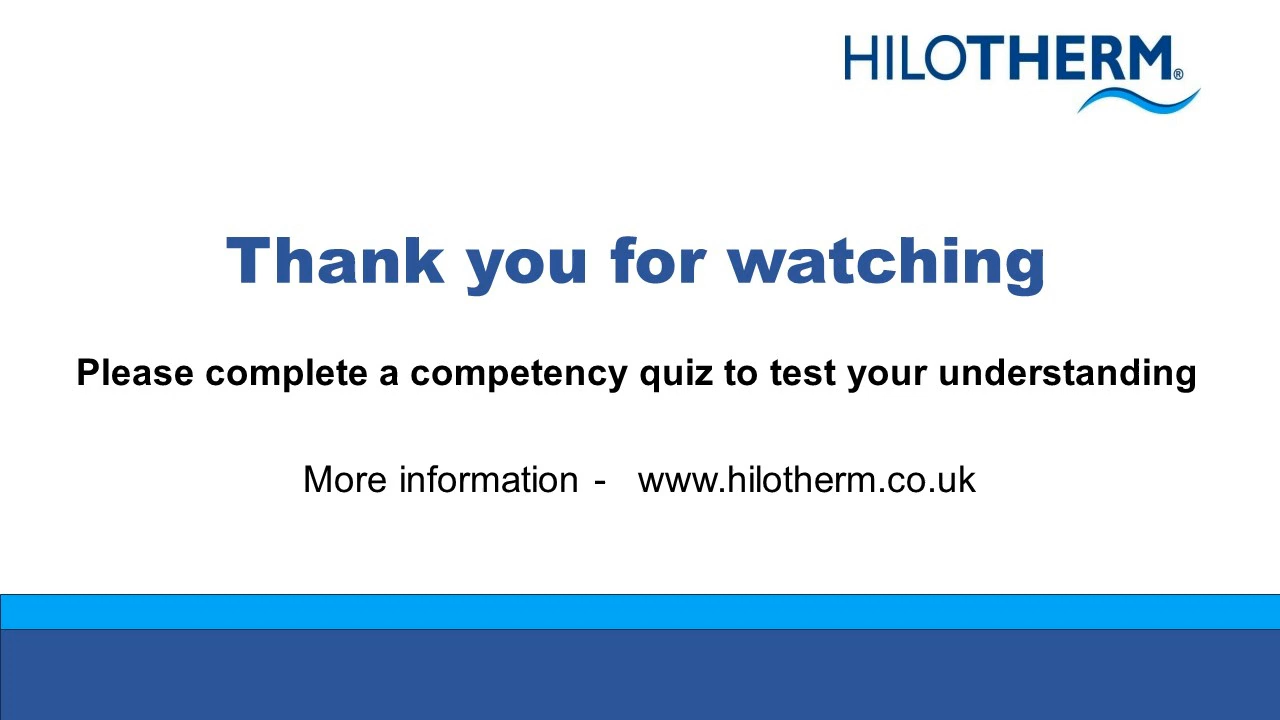 HILOTHERM®
Thank you for watching
Please complete a competency quiz to test your understanding
More information - www.hilotherm.co.uk